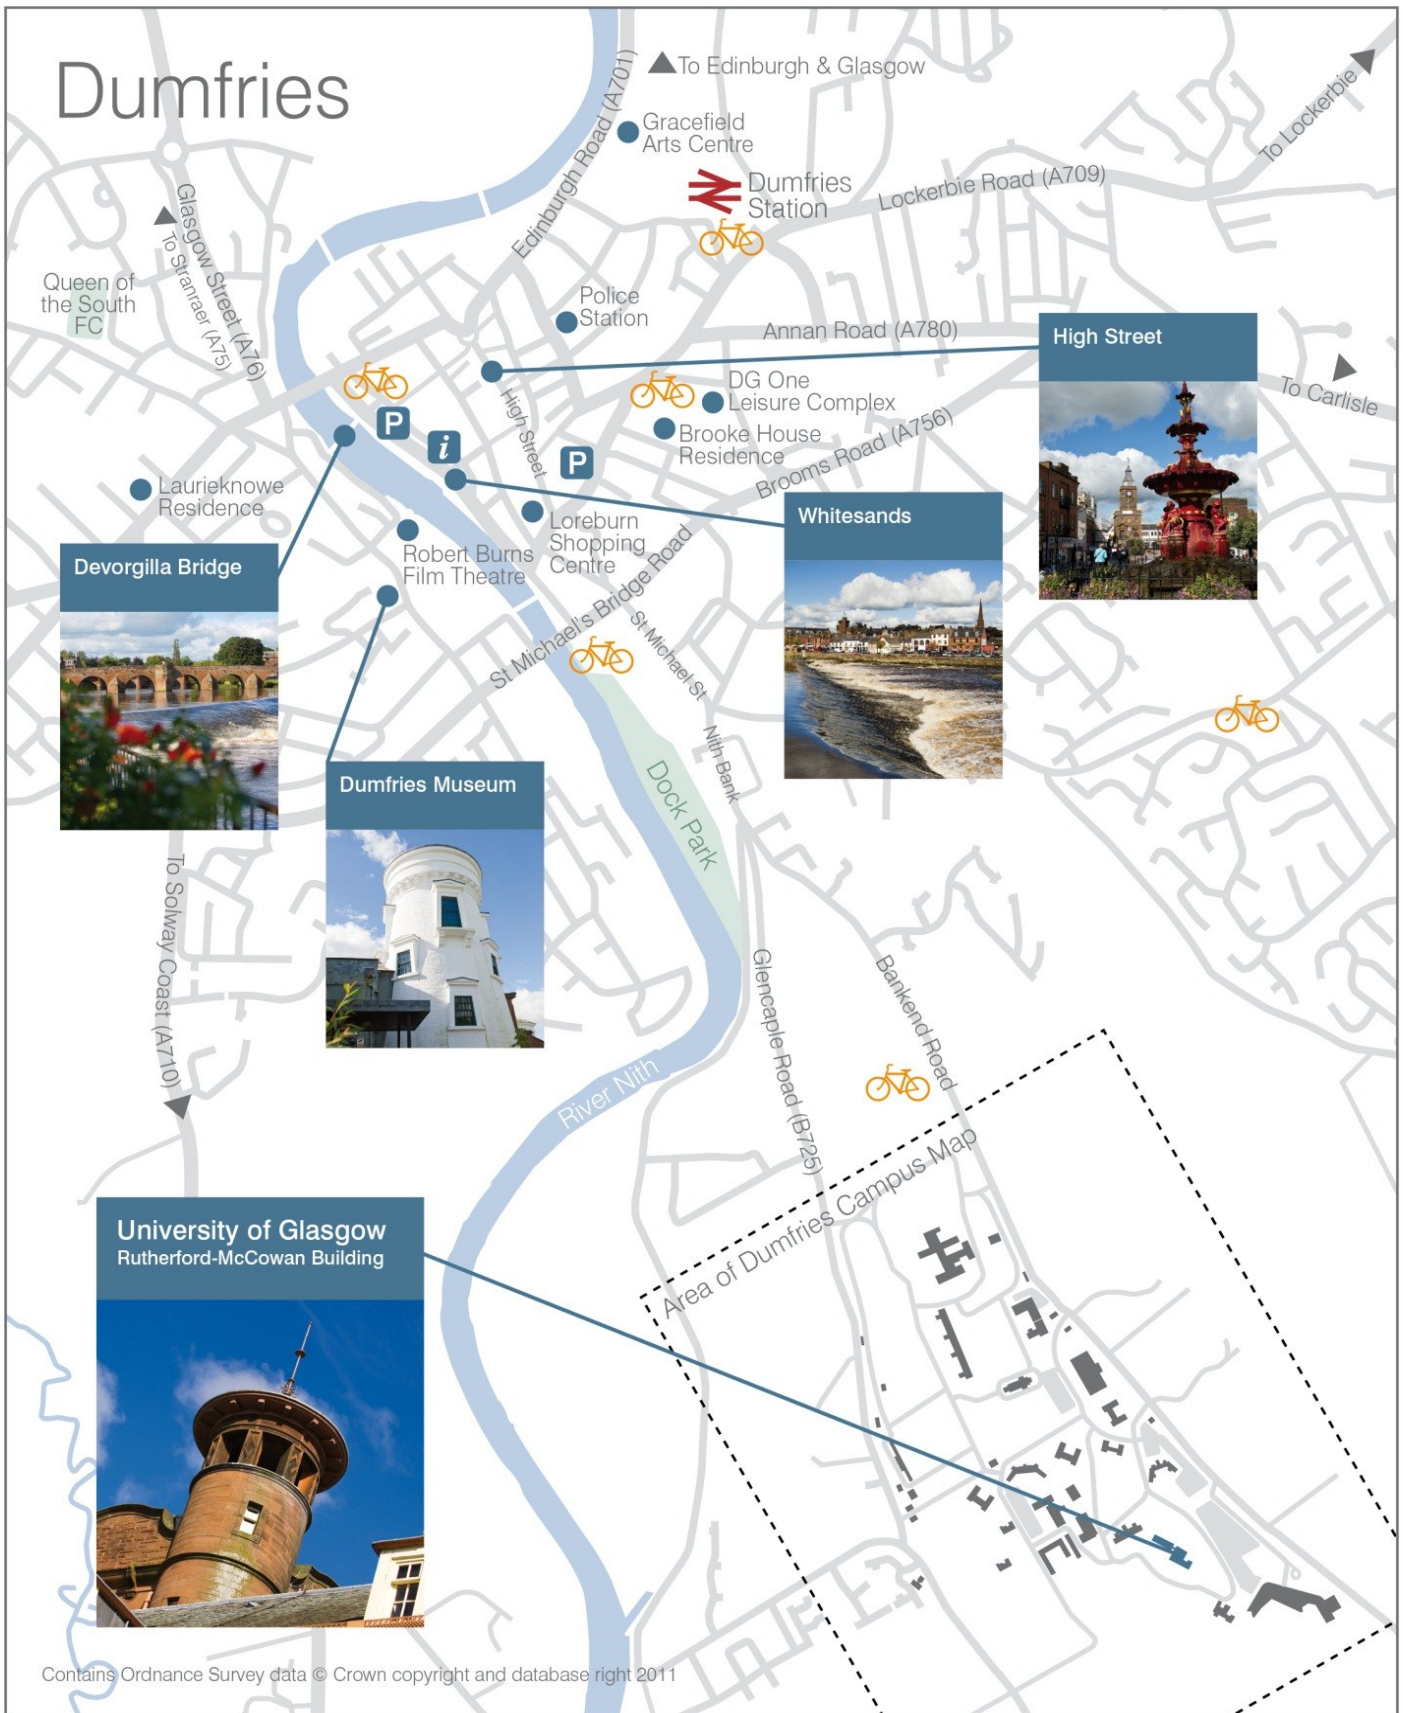 Dumfries
To Edinburgh & Glasgow
Edinburgh Road (A701)
Gracefield
Arts Centre
Dumfries
Station
Lockerbie Road (A709)
To Lockerbie
Glasgow Street (A76)
To Stranraer (A75)
Queen of
the South
FC
Police
Station
Annan Road (A780)
High Street
To Carlisle
DG One
Leisure Complex
Brooke House
Residence
Brooms Road (A756)
High Street
P
i
P
Laurieknowe
Residence
Whitesands
Loreburn
Shopping
Centre
Robert Burns
Film Theatre
Devorgilla Bridge
St Michael's Bridge Road
St Michael St
Nith Bank
Dumfries Museum
Dock Park
To Solway Coast (A710)
Glencaple Road (B725)
Bankend Road
River Nith
Area of Dumfries Campus Map
University of Glasgow
Rutherford-McCowan Building
Contains Ordnance Survey data © Crown copyright and database right 2011